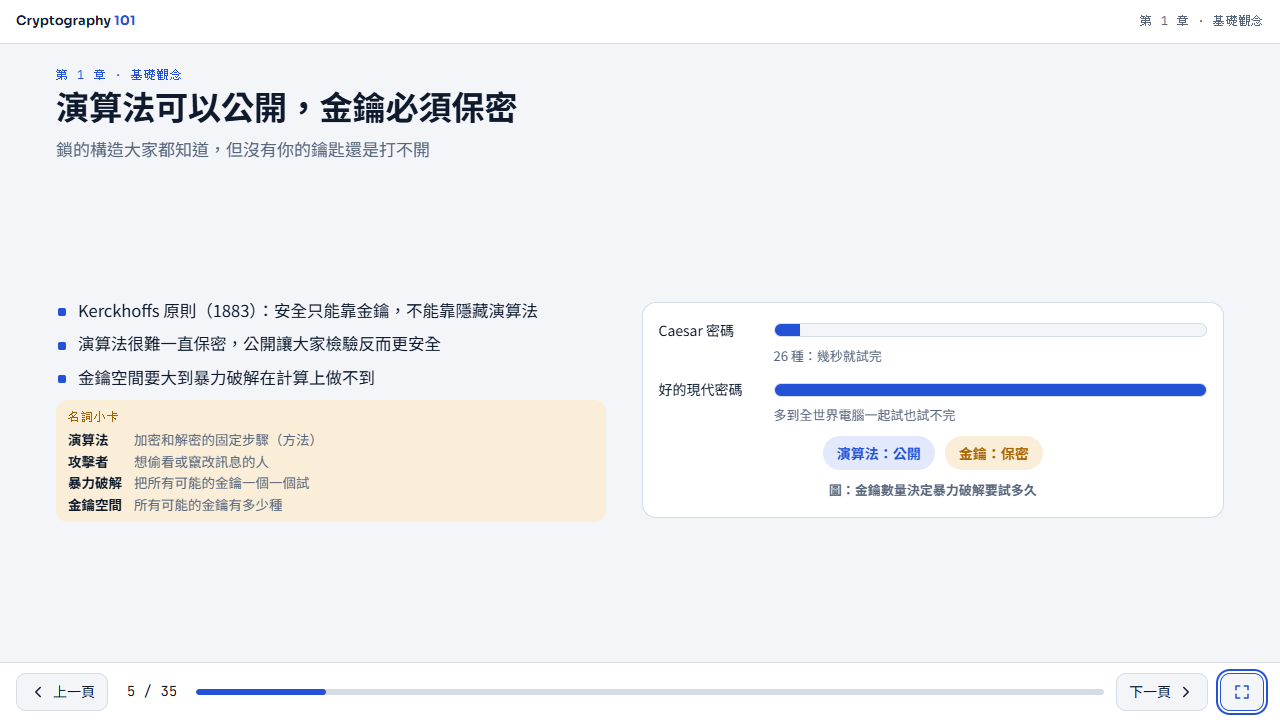 Cryptography 101
第 1 章 · 基礎觀念
第 1 章 · 基礎觀念
演算法可以公開，金鑰必須保密
鎖的構造大家都知道，但沒有你的鑰匙還是打不開
Kerckhoffs 原則（1883）：安全只能靠金鑰，不能靠隱藏演算法
演算法很難一直保密，公開讓大家檢驗反而更安全
金鑰空間要大到暴力破解在計算上做不到
名詞小卡
演算法 加密和解密的固定步驟（方法）
攻擊者 想偷看或竄改訊息的人
暴力破解 把所有可能的金鑰一個一個試
金鑰空間 所有可能的金鑰有多少種
Caesar 密碼
26 種：幾秒就試完
好的現代密碼
多到全世界電腦一起試也試不完
演算法：公開 金鑰：保密
圖：金鑰數量決定暴力破解要試多久
上一頁 5 / 35 下一頁